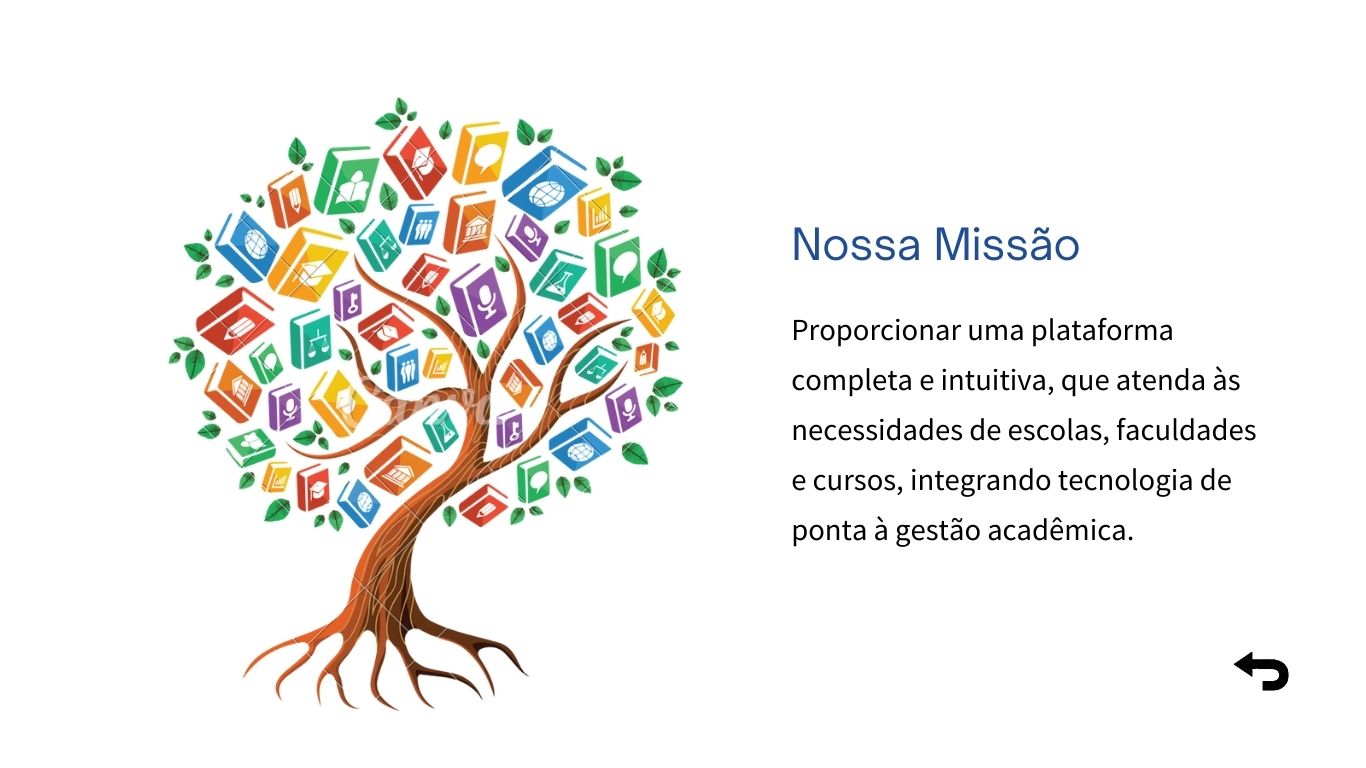 Nossa Missão
Proporcionar uma plataforma
completa e intuitiva, que atenda às
necessidades de escolas, faculdades
e cursos, integrando tecnologia de
ponta à gestão acadêmica.